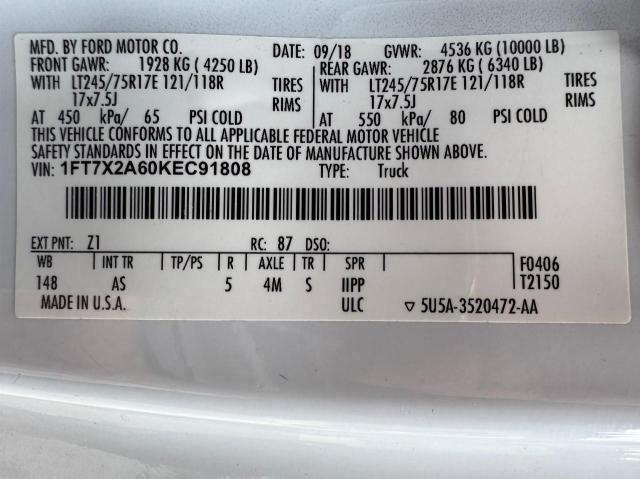 MFD. BY FORD MOTOR CO. DATE: 09/18 GVWR: 4536 KG (10000 LB)
FRONT GAWR: 1928 KG (4250 LB) REAR GAWR: 2876 KG (6340 LB)
WITH LT245/75R17E 121/118R TIRES WITH LT245/75R17E 121/118R TIRES
17x7.5J RIMS 17x7.5J RIMS
AT 450 kPa/ 65 PSI COLD AT 550 kPa/ 80 PSI COLD
THIS VEHICLE CONFORMS TO ALL APPLICABLE FEDERAL MOTOR VEHICLE
SAFETY STANDARDS IN EFFECT ON THE DATE OF MANUFACTURE SHOWN ABOVE.
VIN: 1FT7X2A60KEC91808 TYPE: Truck
EXT PNT: Z1 RC: 87 DSO:
WB INT TR TP/PS R AXLE TR SPR F0406
148 AS 5 4M S IIPP T2150
MADE IN U.S.A. ULC ▽ 5U5A-3520472-AA